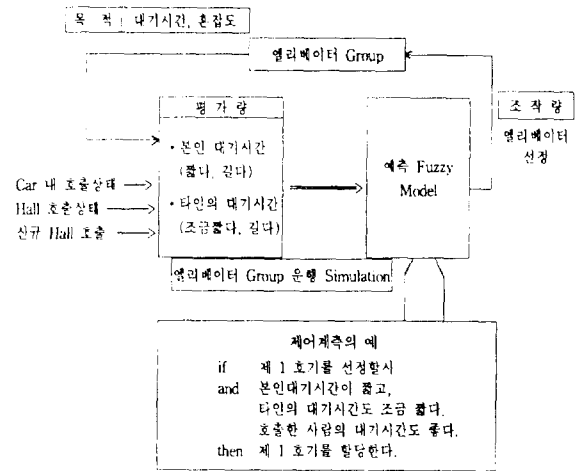 목 적 : 대기시간, 혼잡도
엘리베이터 Group
조 작 량
엘리베이터
선정
평 가 량
• 본인 대기시간
(짧다, 길다)
• 타인의 대기시간
(조금짧다, 길다)
예측 Fuzzy
Model
Car 내 호출상태
Hall 호출상태
신규 Hall 호출
엘리베이터 Group 운행 Simulation
제어계측의 예
if 제 1 호기를 선정할시
and 본인대기시간이 짧고,
타인의 대기시간도 조금 짧다.
호출한 사람의 대기시간도 좋다.
then 제 1 호기를 할당한다.